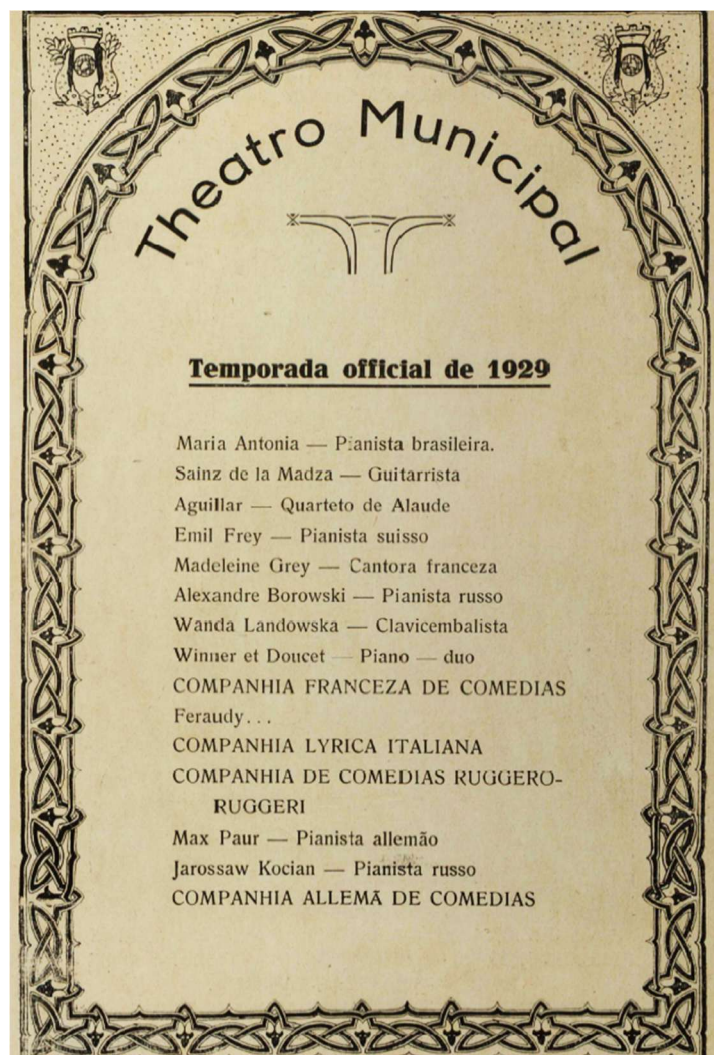 Theatro Municipal
Temporada official de 1929
Maria Antonia — Pianista brasileira.
Sainz de la Madza — Guitarrista
Aguillar — Quarteto de Alaude
Emil Frey — Pianista suisso
Madeleine Grey — Cantora franceza
Alexandre Borowski — Pianista russo
Wanda Landowska — Clavicembalista
Winner et Doucet — Piano — duo
COMPANHIA FRANCEZA DE COMEDIAS
Feraudy...
COMPANHIA LYRICA ITALIANA
COMPANHIA DE COMEDIAS RUGGERO-
RUGGERI
Max Paur — Pianista allemão
Jarossaw Kocian — Pianista russo
COMPANHIA ALLEMÃ DE COMEDIAS